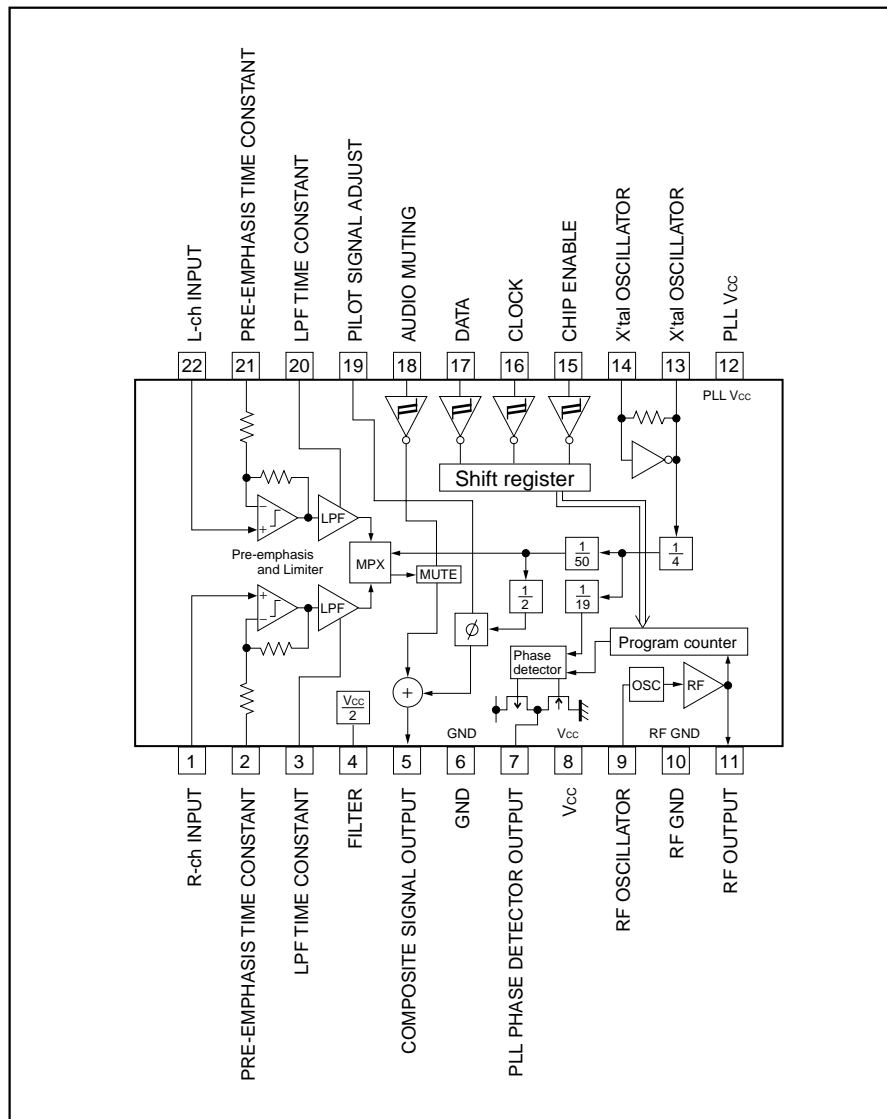 L-ch INPUT
PRE-EMPHASIS TIME CONSTANT
LPF TIME CONSTANT
PILOT SIGNAL ADJUST
AUDIO MUTING
DATA
CLOCK
CHIP ENABLE
X'tal OSCILLATOR
X'tal OSCILLATOR
PLL Vcc
22
21
20
19
18
17
16
15
14
13
12
PLL Vcc
Shift register
LPF
Pre-emphasis
and Limiter
MPX
MUTE
1
50
1
4
1
2
1
19
LPF
ϕ
Phase
detector
Program counter
OSC
RF
+
Vcc
2
GND
Vcc
RF GND
1
2
3
4
5
6
7
8
9
10
11
R-ch INPUT
PRE-EMPHASIS TIME CONSTANT
LPF TIME CONSTANT
FILTER
COMPOSITE SIGNAL OUTPUT
GND
PLL PHASE DETECTOR OUTPUT
Vcc
RF OSCILLATOR
RF GND
RF OUTPUT